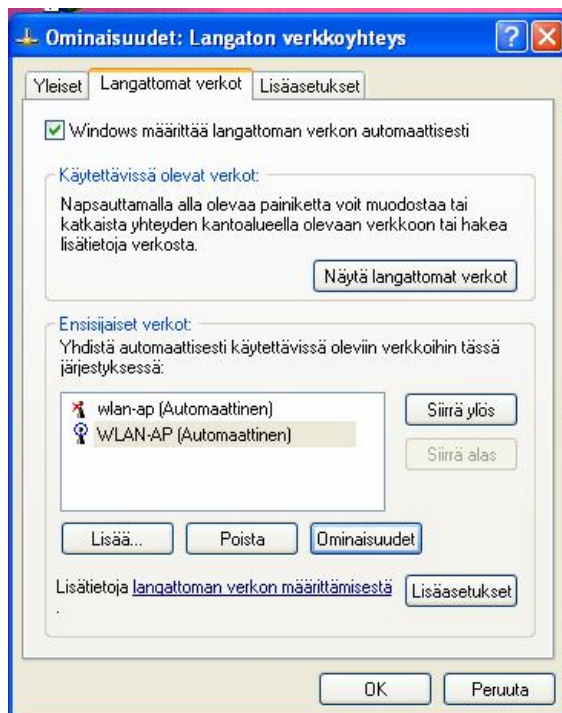 Ominaisuudet: Langaton verkkoyhteys
Yleiset
Langattomat verkot
Lisäasetukset
Windows määrittää langattoman verkon automaattisesti
Käytettävissä olevat verkot:
Napsauttamalla alla olevaa painiketta voit muodostaa tai
katkaista yhteyden kantoalueella olevaan verkkoon tai hakea
lisätietoja verkosta.
Näytä langattomat verkot
Ensisijaiset verkot:
Yhdistä automaattisesti käytettävissä oleviin verkkoihin tässä
järjestyksessä:
wlan-ap (Automaattinen)
WLAN-AP (Automaattinen)
Siirrä ylös
Siirrä alas
Lisää...
Poista
Ominaisuudet
Lisätietoja langattoman verkon määrittämisestä
.
Lisäasetukset
OK
Peruuta